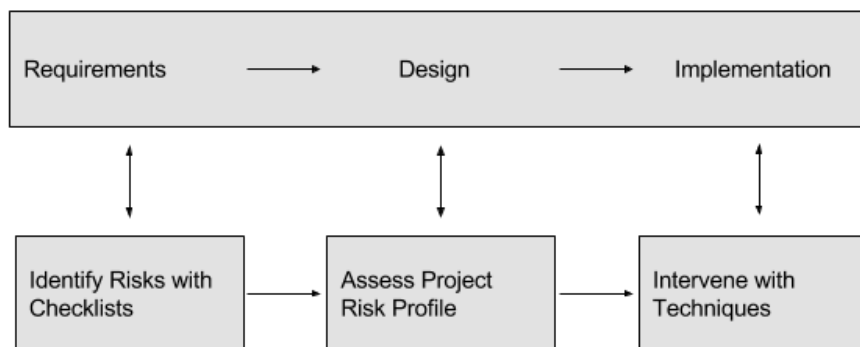 Requirements Design Implementation
Identify Risks with
Checklists
Assess Project
Risk Profile
Intervene with
Techniques